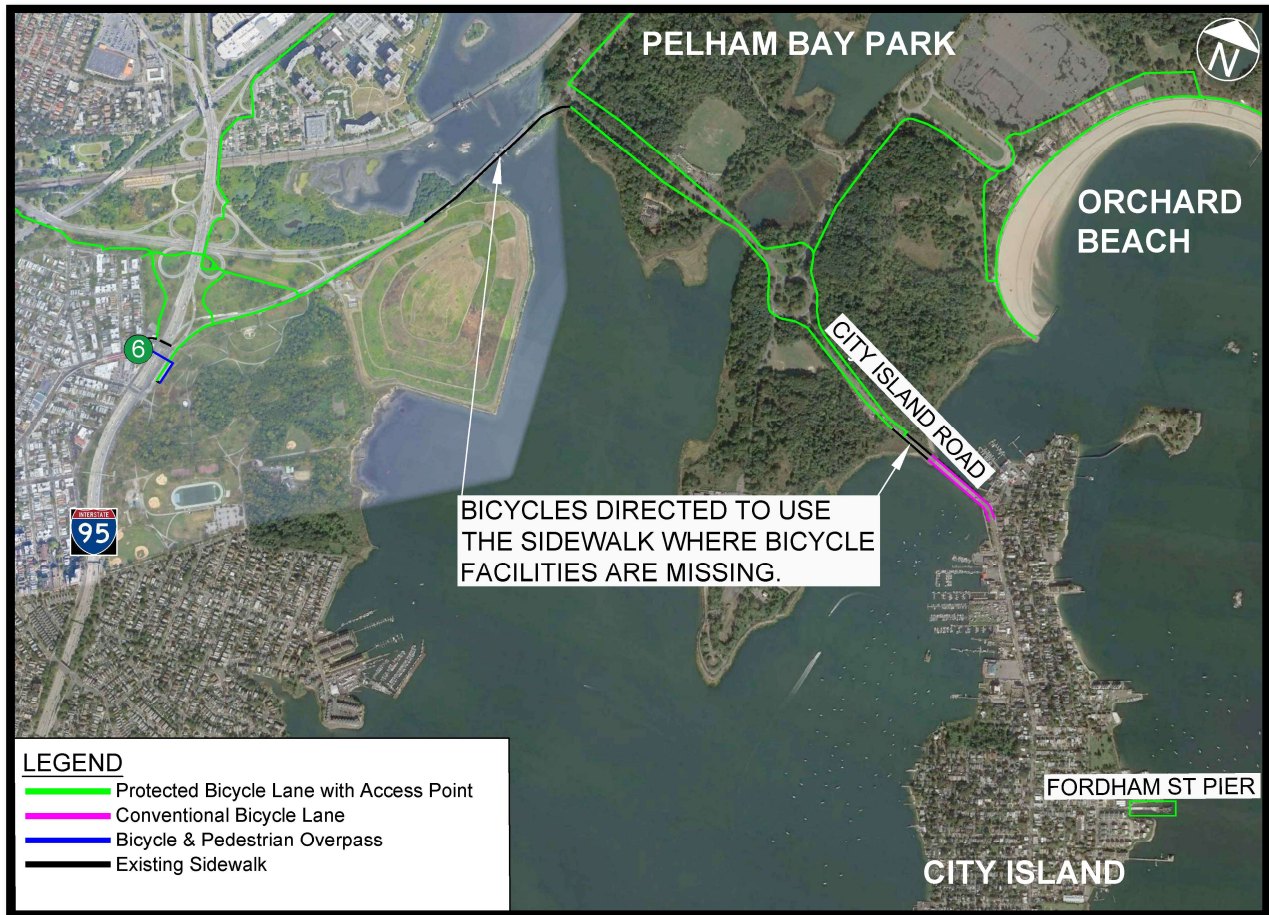 PELHAM BAY PARK
N
ORCHARD
BEACH
CITY ISLAND ROAD
6
INTERSTATE
95
BICYCLES DIRECTED TO USE
THE SIDEWALK WHERE BICYCLE
FACILITIES ARE MISSING.
LEGEND
Protected Bicycle Lane with Access Point
Conventional Bicycle Lane
Bicycle & Pedestrian Overpass
Existing Sidewalk
FORDHAM ST PIER
CITY ISLAND